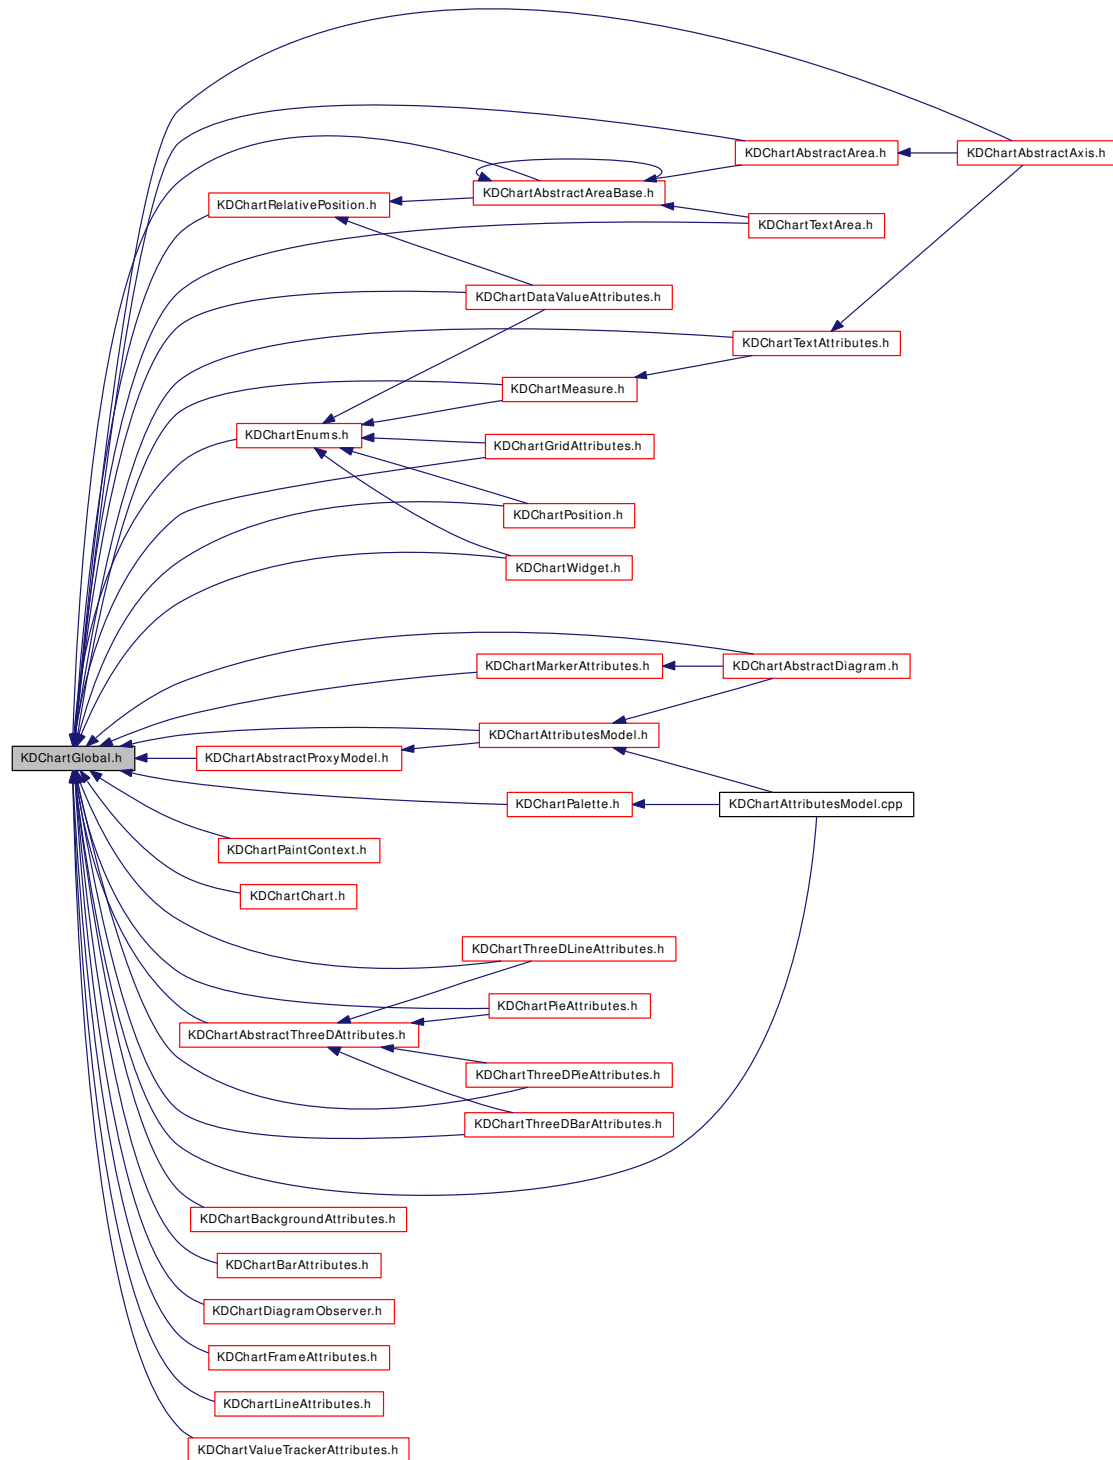 KDChartAbstractArea.h
KDChartAbstractAxis.h
KDChartAbstractAreaBase.h
KDChartRelativePosition.h
KDChartTextArea.h
KDChartDataValueAttributes.h
KDChartTextAttributes.h
KDChartMeasure.h
KDChartEnums.h
KDChartGridAttributes.h
KDChartPosition.h
KDChartWidget.h
KDChartMarkerAttributes.h
KDChartAbstractDiagram.h
KDChartAttributesModel.h
KDChartGlobal.h
KDChartAbstractProxyModel.h
KDChartPalette.h
KDChartAttributesModel.cpp
KDChartPaintContext.h
KDChartChart.h
KDChartThreeDLineAttributes.h
KDChartPieAttributes.h
KDChartAbstractThreeDAttributes.h
KDChartThreeDPieAttributes.h
KDChartThreeDBarAttributes.h
KDChartBackgroundAttributes.h
KDChartBarAttributes.h
KDChartDiagramObserver.h
KDChartFrameAttributes.h
KDChartLineAttributes.h
KDChartValueTrackerAttributes.h